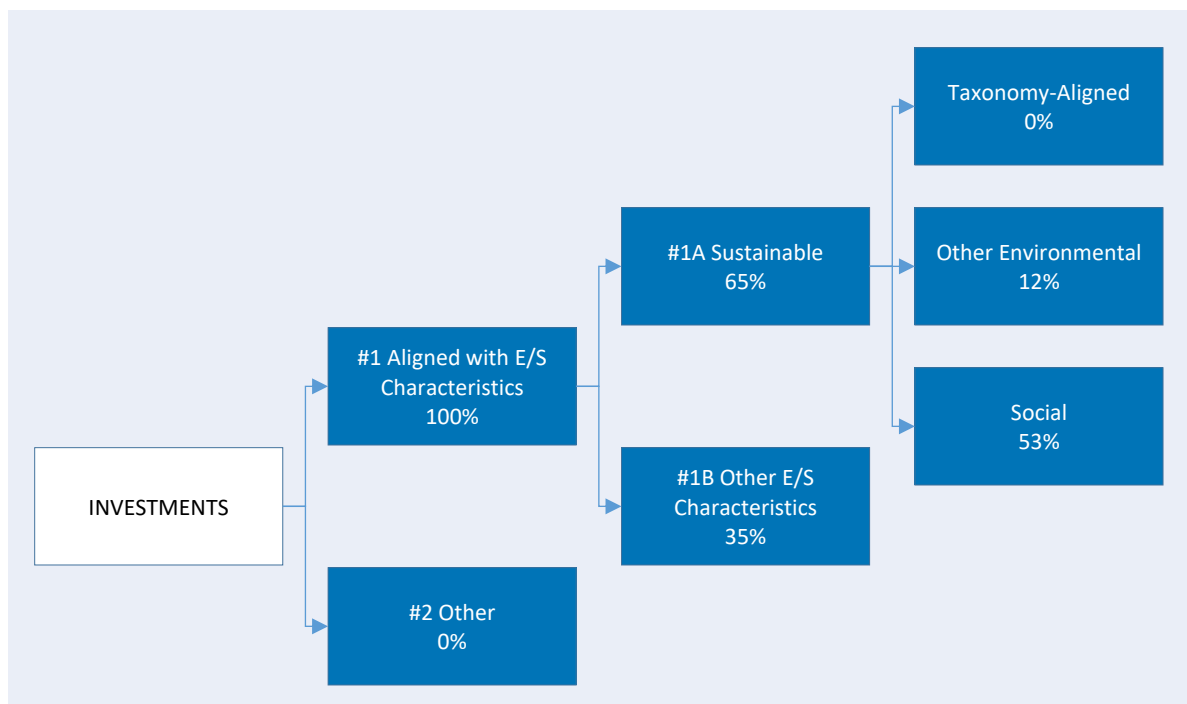 INVESTMENTS
#1 Aligned with E/S
Characteristics
100%
#2 Other
0%
#1A Sustainable
65%
#1B Other E/S
Characteristics
35%
Taxonomy-Aligned
0%
Other Environmental
12%
Social
53%